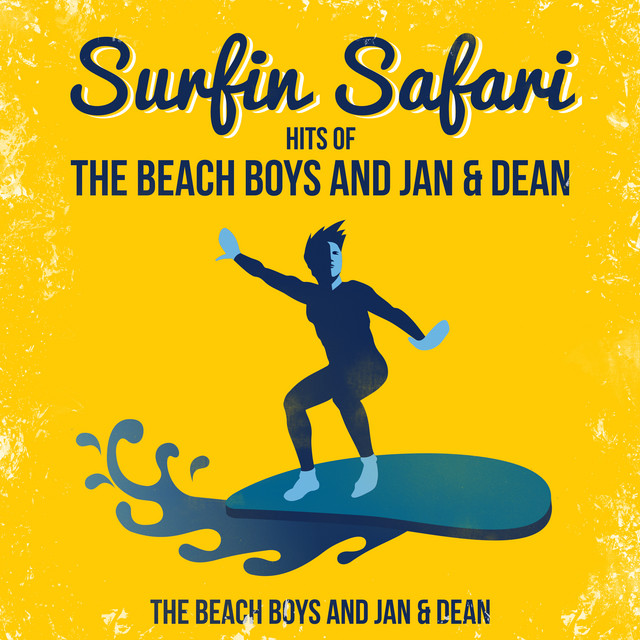 Surfin Safari
HITS OF
THE BEACH BOYS AND JAN & DEAN
THE BEACH BOYS AND JAN & DEAN